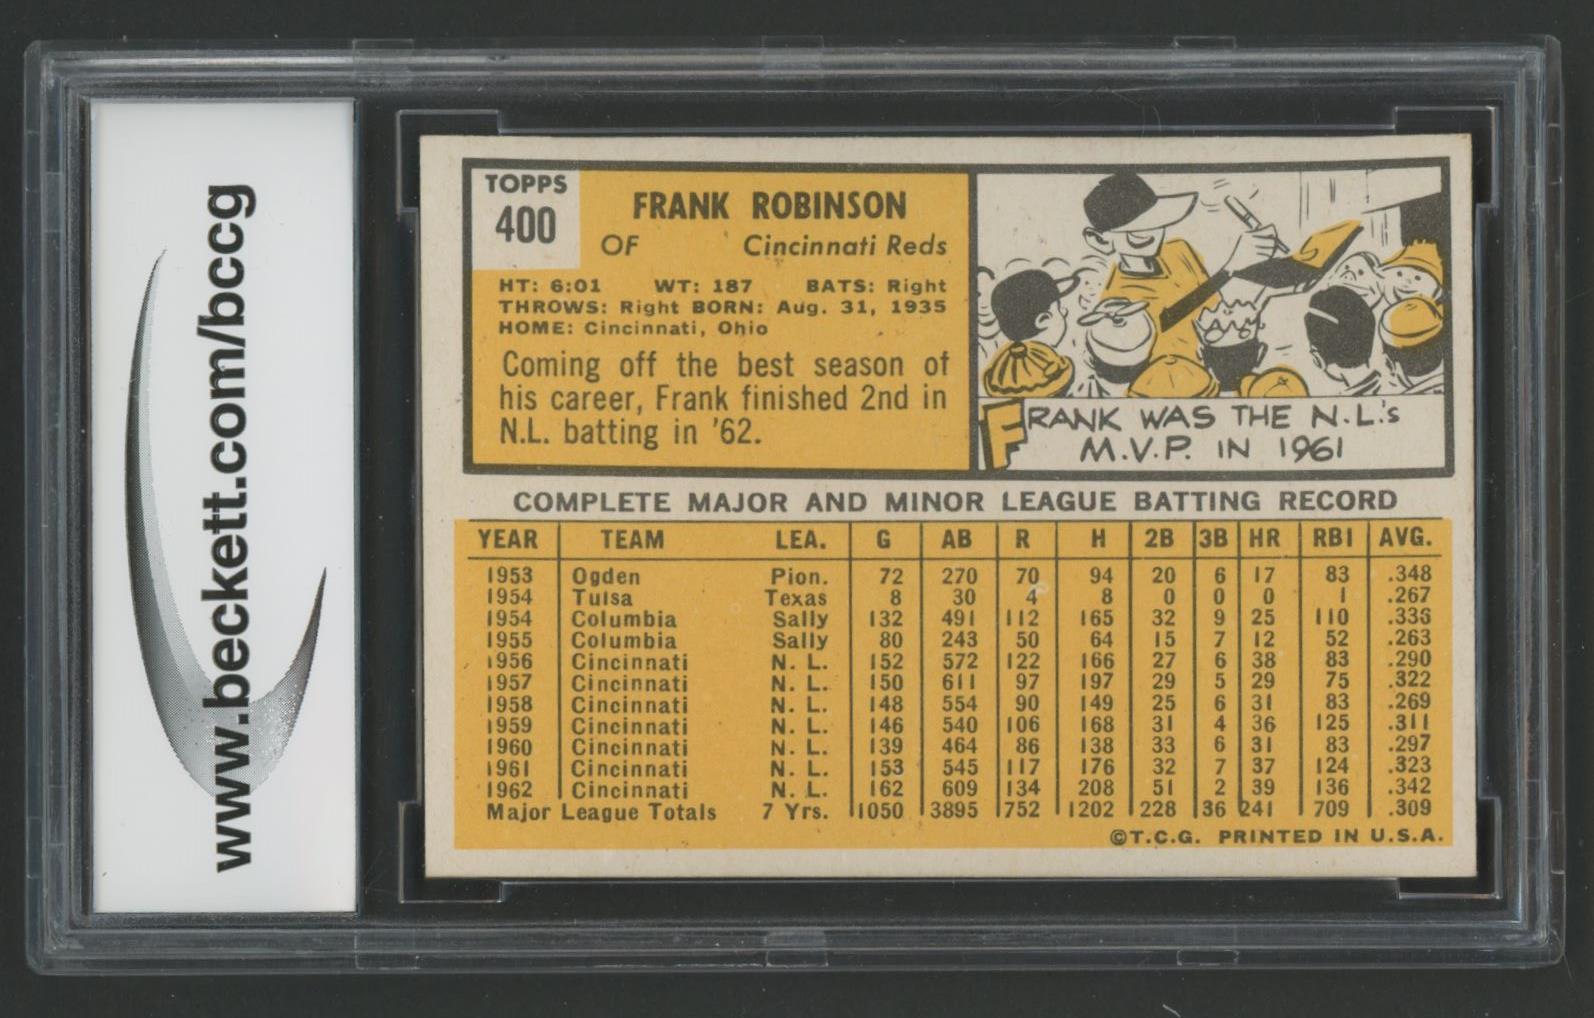 www.beckett.com/bccg
TOPPS
400
FRANK ROBINSON
OF Cincinnati Reds
HT: 6:01 WT: 187 BATS: Right
THROWS: Right BORN: Aug. 31, 1935
HOME: Cincinnati, Ohio
Coming off the best season of
his career, Frank finished 2nd in
N.L. batting in '62.
FRANK WAS THE N.L.'s
M.V.P. IN 1961
COMPLETE MAJOR AND MINOR LEAGUE BATTING RECORD
YEAR TEAM LEA. G AB R H 2B 3B HR RBI AVG.
1953 Ogden Pion. 72 270 70 94 20 6 17 83 .348
1954 Tulsa Texas 8 30 4 8 0 0 0 1 .267
1954 Columbia Sally 132 491 112 165 32 9 25 110 .336
1955 Columbia Sally 80 243 50 64 15 7 12 52 .263
1956 Cincinnati N. L. 152 572 122 166 27 6 38 83 .290
1957 Cincinnati N. L. 150 611 97 197 29 5 29 75 .322
1958 Cincinnati N. L. 148 554 90 149 25 6 31 83 .269
1959 Cincinnati N. L. 146 540 106 168 31 4 36 125 .311
1960 Cincinnati N. L. 139 464 86 138 33 6 31 83 .297
1961 Cincinnati N. L. 153 545 117 176 32 7 37 124 .323
1962 Cincinnati N. L. 162 609 134 208 51 2 39 136 .342
Major League Totals 7 Yrs. 1050 3895 752 1202 228 36 241 709 .309
©T.C.G. PRINTED IN U.S.A.